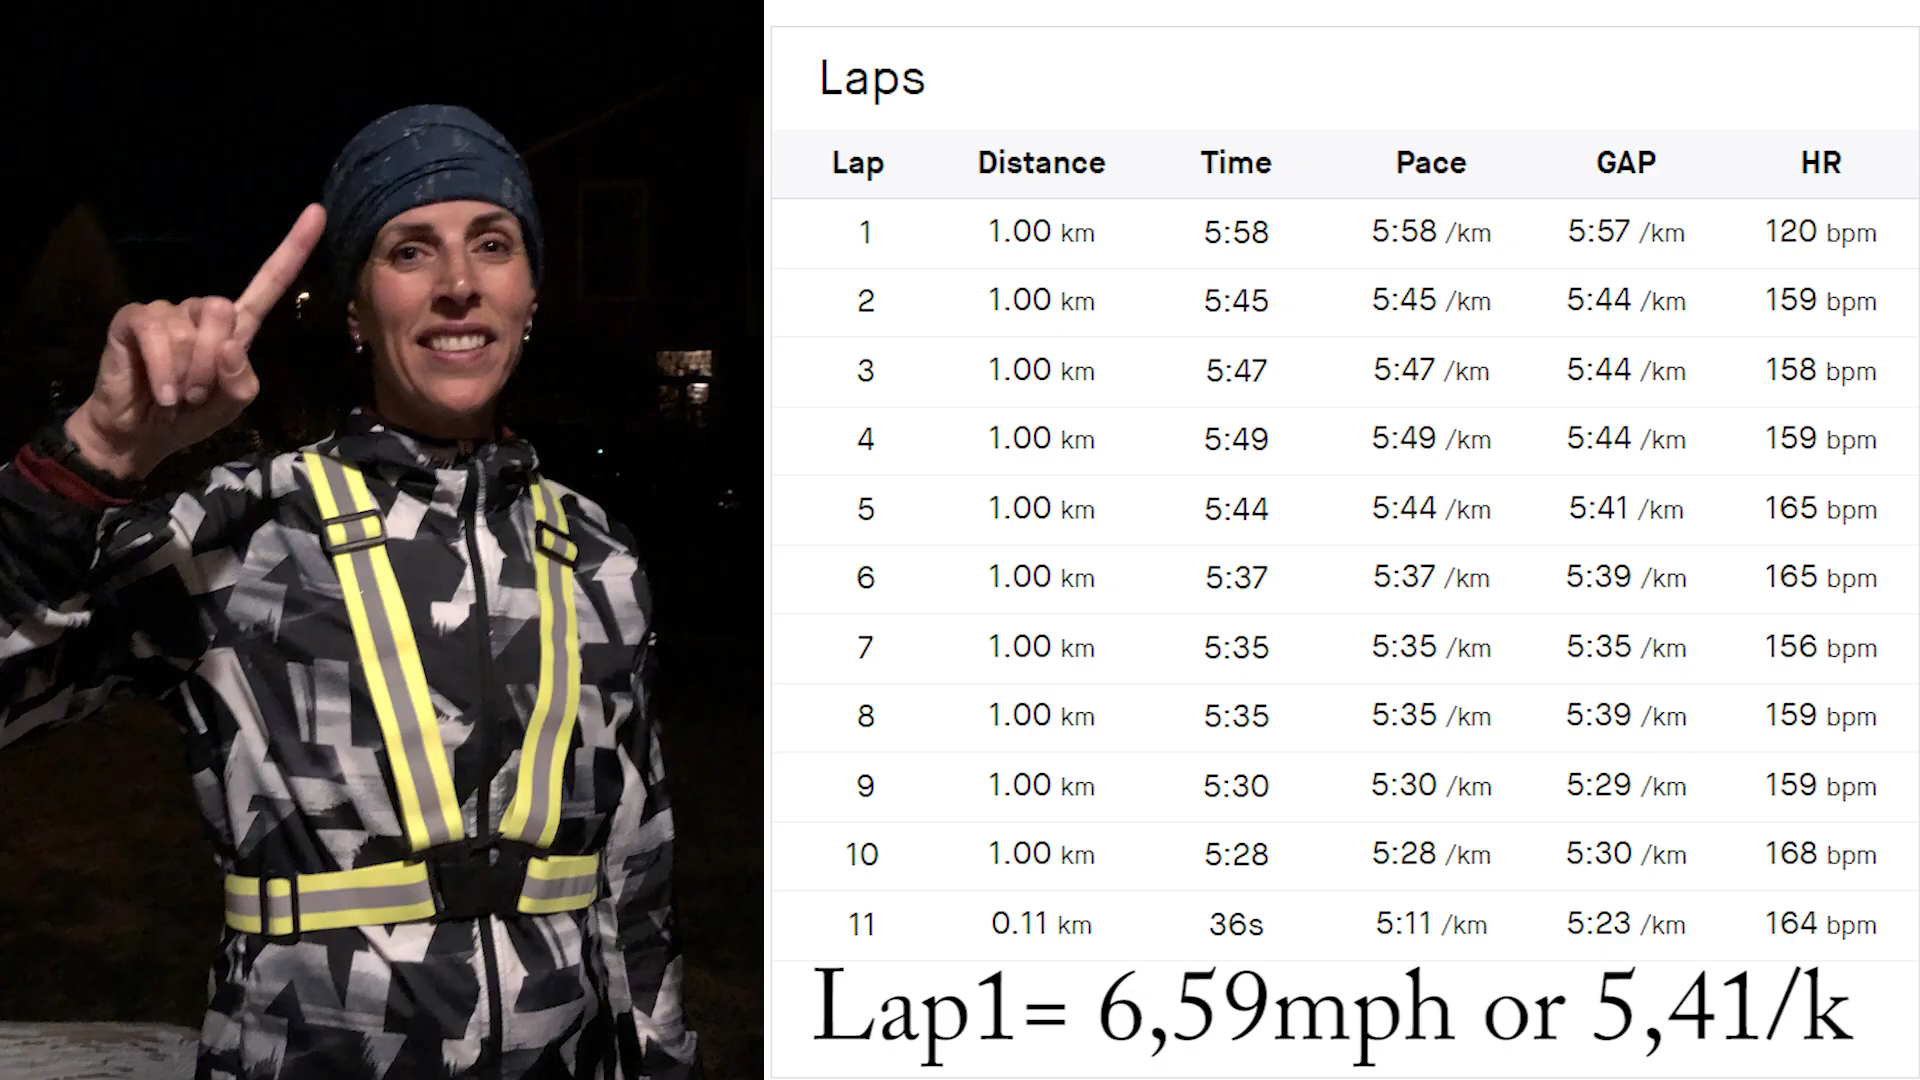 Laps
Lap Distance Time Pace GAP HR
1 1.00 km 5:58 5:58 /km 5:57 /km 120 bpm
2 1.00 km 5:45 5:45 /km 5:44 /km 159 bpm
3 1.00 km 5:47 5:47 /km 5:44 /km 158 bpm
4 1.00 km 5:49 5:49 /km 5:44 /km 159 bpm
5 1.00 km 5:44 5:44 /km 5:41 /km 165 bpm
6 1.00 km 5:37 5:37 /km 5:39 /km 165 bpm
7 1.00 km 5:35 5:35 /km 5:35 /km 156 bpm
8 1.00 km 5:35 5:35 /km 5:39 /km 159 bpm
9 1.00 km 5:30 5:30 /km 5:29 /km 159 bpm
10 1.00 km 5:28 5:28 /km 5:30 /km 168 bpm
11 0.11 km 36s 5:11 /km 5:23 /km 164 bpm
Lap1= 6,59mph or 5,41/k